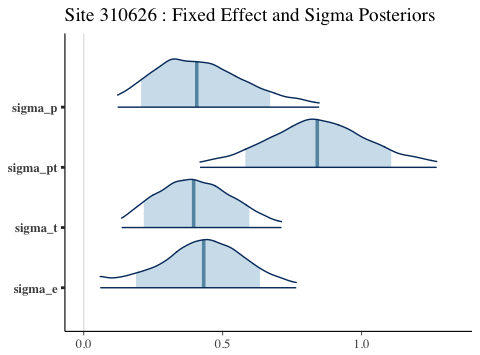 Site 310626 : Fixed Effect and Sigma Posteriors
sigma_p
sigma_pt
sigma_t
sigma_e
0.0 0.5 1.0